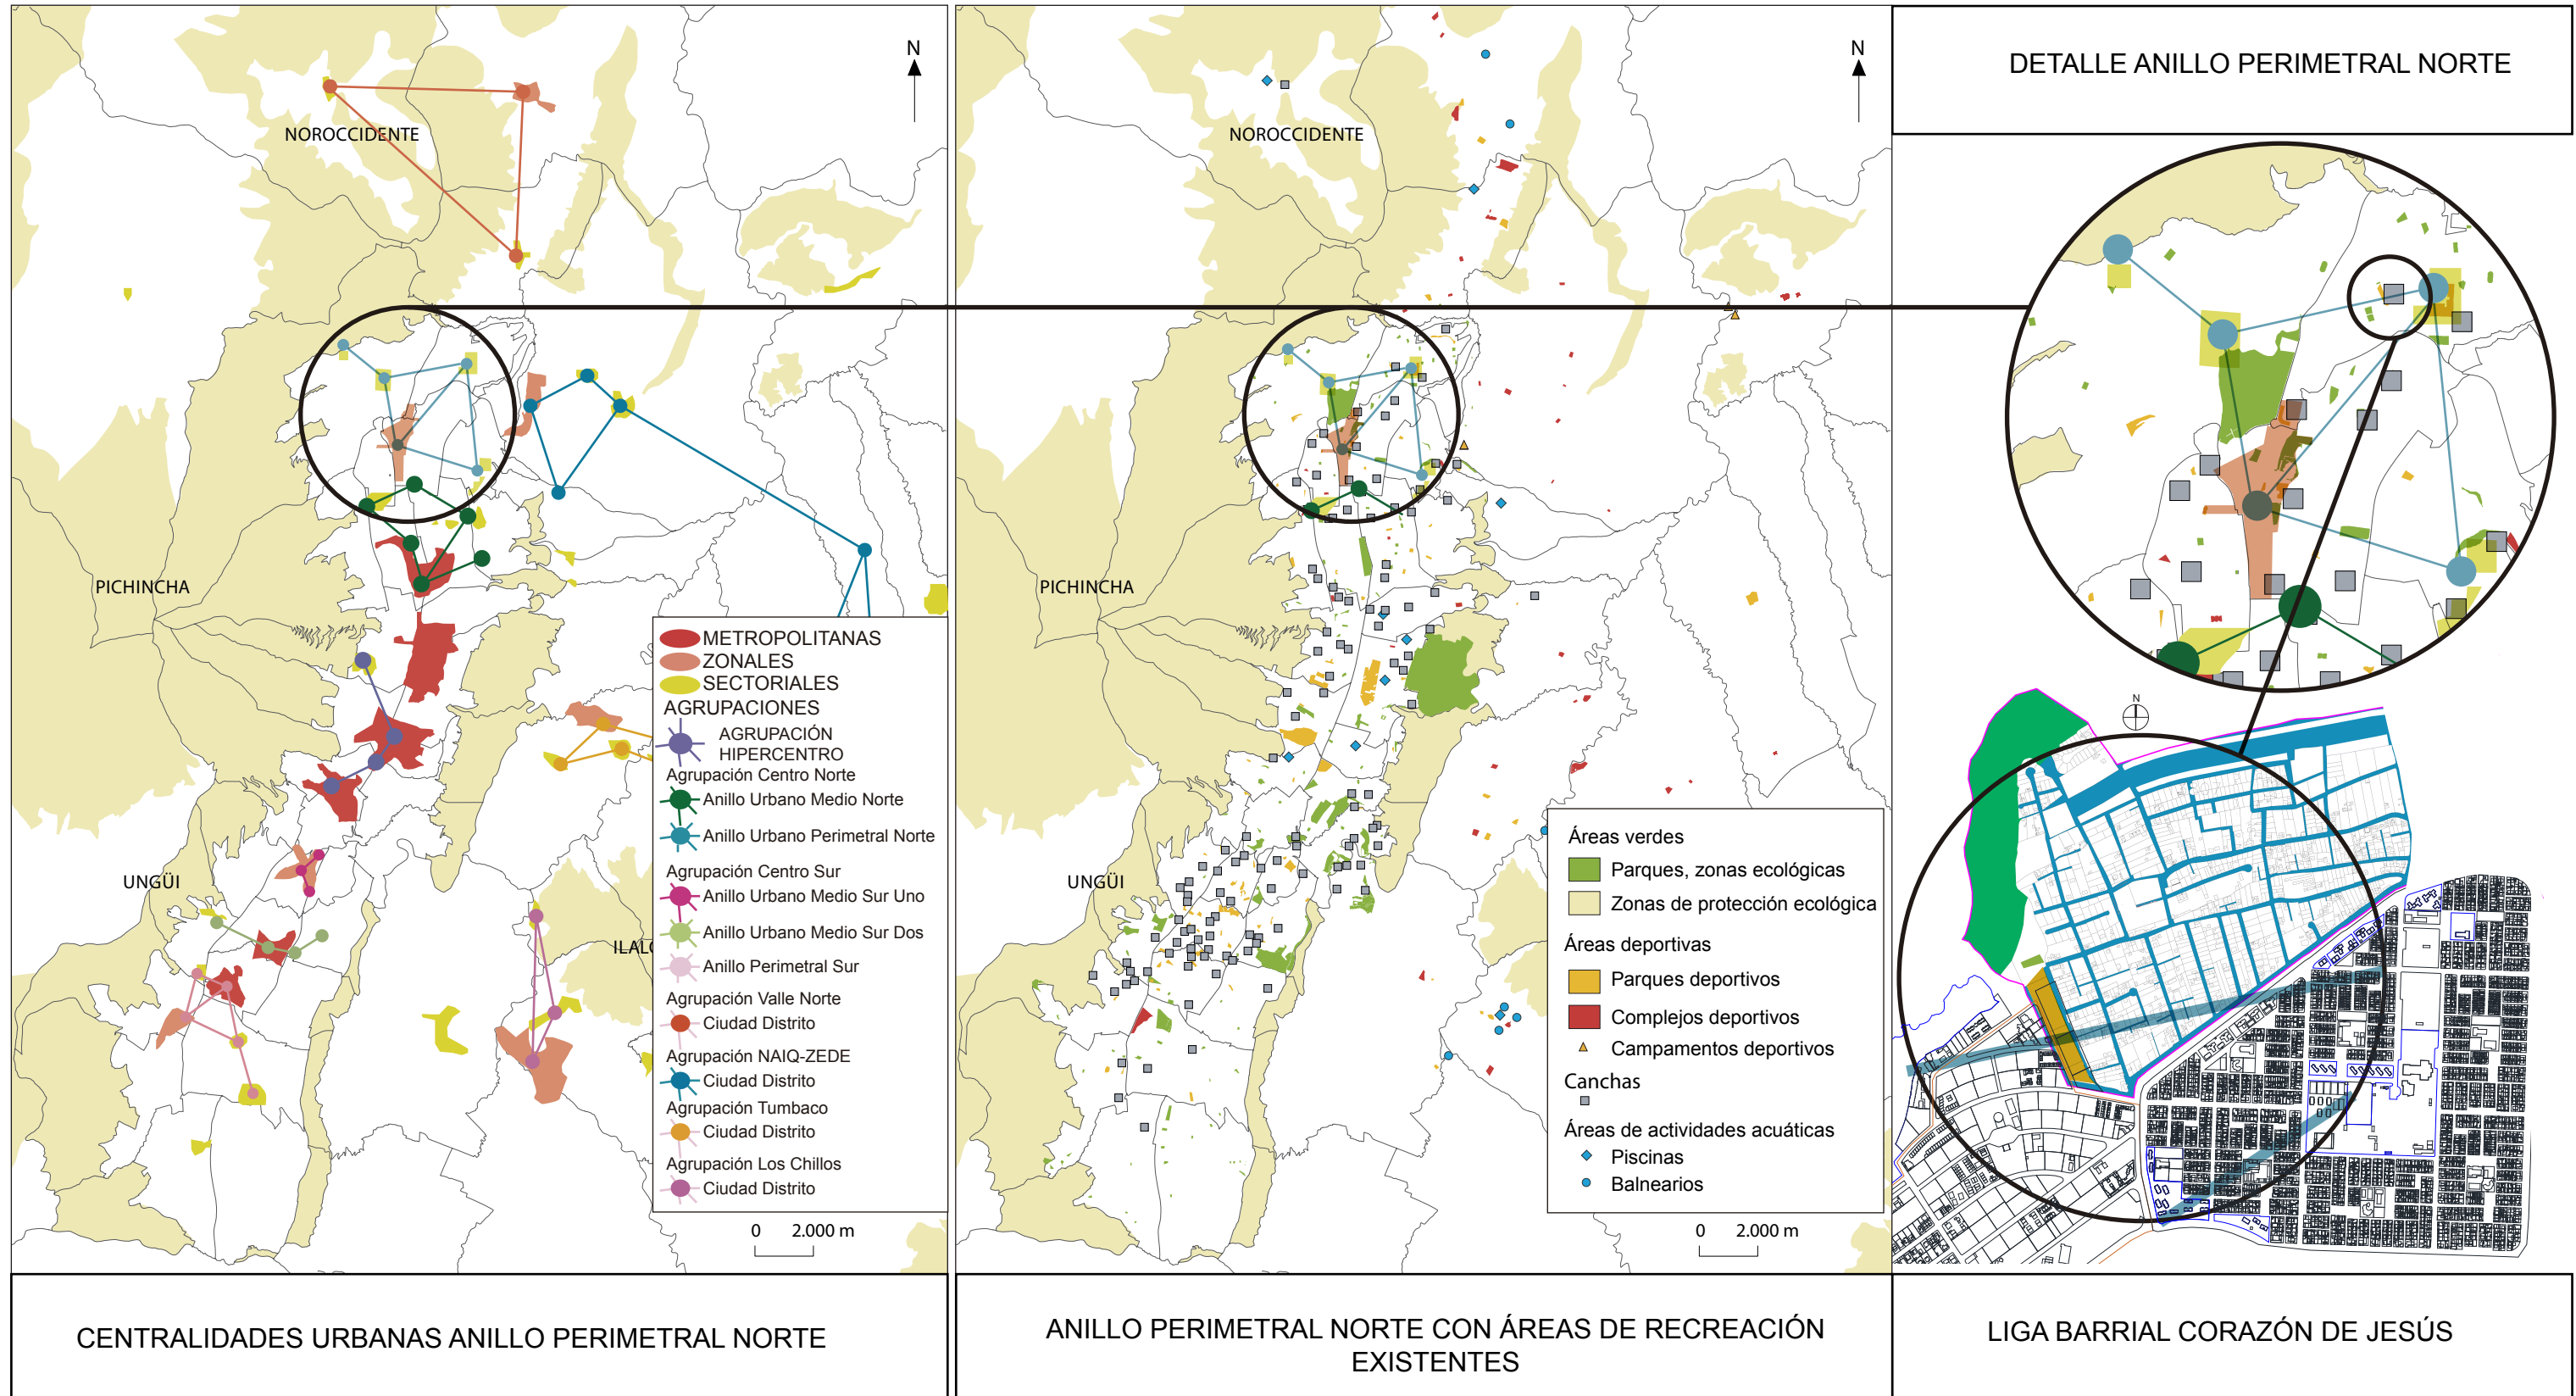 N
NOROCCIDENTE
PICHINCHA
UNGÜI
ILALO
METROPOLITANAS
ZONALES
SECTORIALES
AGRUPACIONES
AGRUPACIÓN
HIPERCENTRO
Agrupación Centro Norte
Anillo Urbano Medio Norte
Anillo Urbano Perimetral Norte
Agrupación Centro Sur
Anillo Urbano Medio Sur Uno
Anillo Urbano Medio Sur Dos
Anillo Perimetral Sur
Agrupación Valle Norte
Ciudad Distrito
Agrupación NAIQ-ZEDE
Ciudad Distrito
Agrupación Tumbaco
Ciudad Distrito
Agrupación Los Chillos
Ciudad Distrito
0 2.000 m
CENTRALIDADES URBANAS ANILLO PERIMETRAL NORTE
N
NOROCCIDENTE
PICHINCHA
UNGÜI
Áreas verdes
Parques, zonas ecológicas
Zonas de protección ecológica
Áreas deportivas
Parques deportivos
Complejos deportivos
Campamentos deportivos
Canchas
Áreas de actividades acuáticas
Piscinas
Balnearios
0 2.000 m
ANILLO PERIMETRAL NORTE CON ÁREAS DE RECREACIÓN
EXISTENTES
DETALLE ANILLO PERIMETRAL NORTE
N
LIGA BARRIAL CORAZÓN DE JESÚS